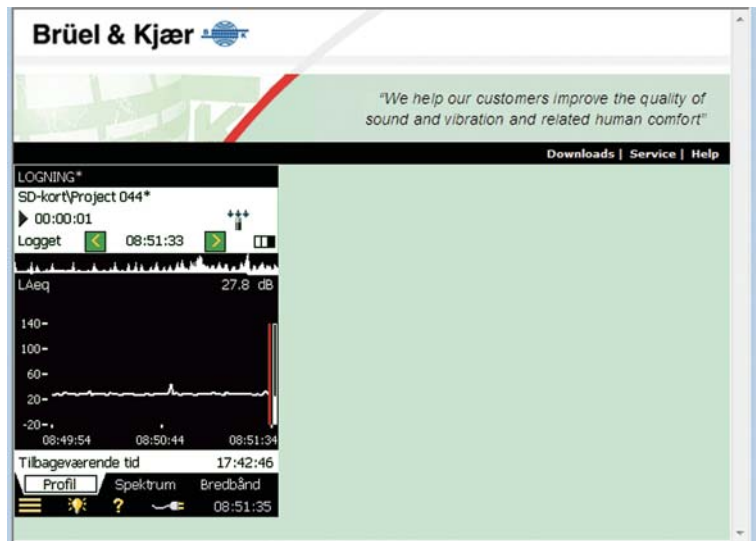 Brüel & Kjær
"We help our customers improve the quality of
sound and vibration and related human comfort"
Downloads | Service | Help
LOGNING*
SD-kort\Project 044*
00:00:01
Logget 08:51:33
LAeq 27.8 dB
140-
100-
60-
20-
-20-
08:49:54 08:50:44 08:51:34
Tilbageværende tid 17:42:46
Profil Spektrum Bredbånd
? 08:51:35